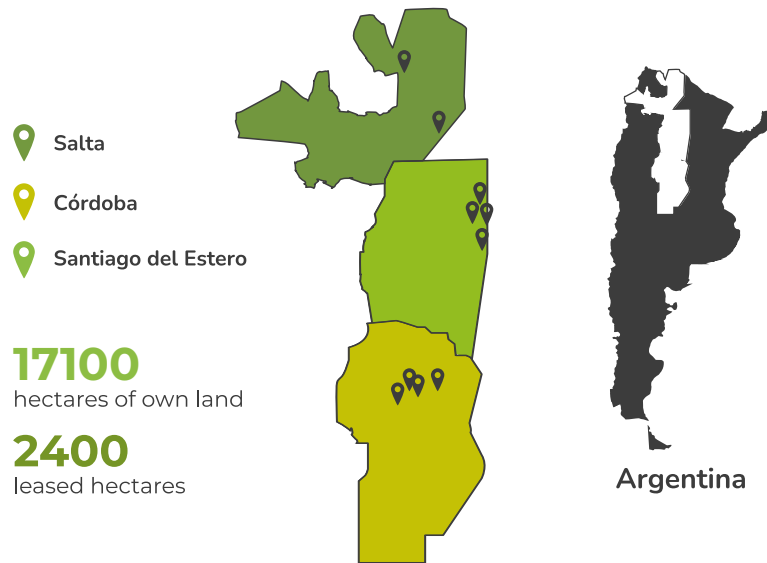 Salta
Córdoba
Santiago del Estero
17100
hectares of own land
2400
leased hectares
Argentina